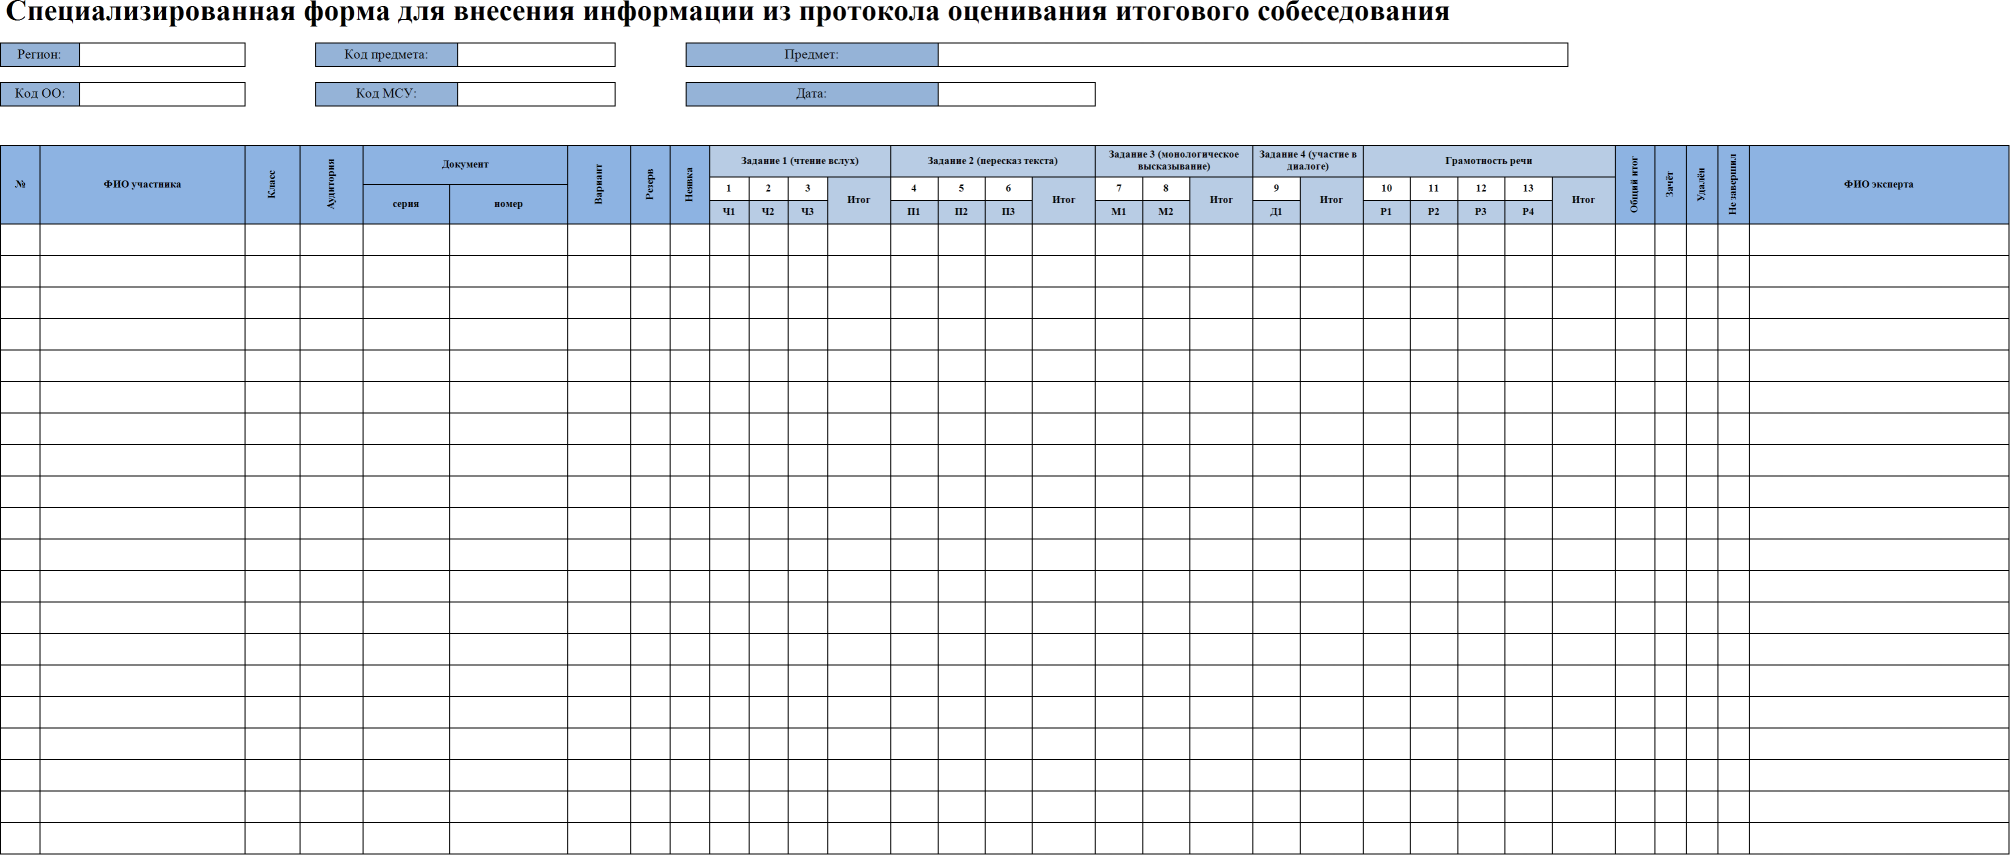 Специализированная форма для внесения информации из протокола оценивания итогового собеседования
Регион: Код предмета: Предмет:
Код ОО: Код МСУ: Дата:
№ ФИО участника Класс Аудитория Документ Вариант Резерв Неявка Задание 1 (чтение вслух) Задание 2 (пересказ текста) Задание 3 (монологическое высказывание) Задание 4 (участие в диалоге) Грамотность речи Общий итог Зачёт Удалён Не завершил ФИО эксперта
серия номер
1 2 3 Итог 4 5 6 Итог 7 8 Итог 9 Итог 10 11 12 13 Итог
Ч1 Ч2 Ч3 П1 П2 П3 М1 М2 Д1 Р1 Р2 Р3 Р4